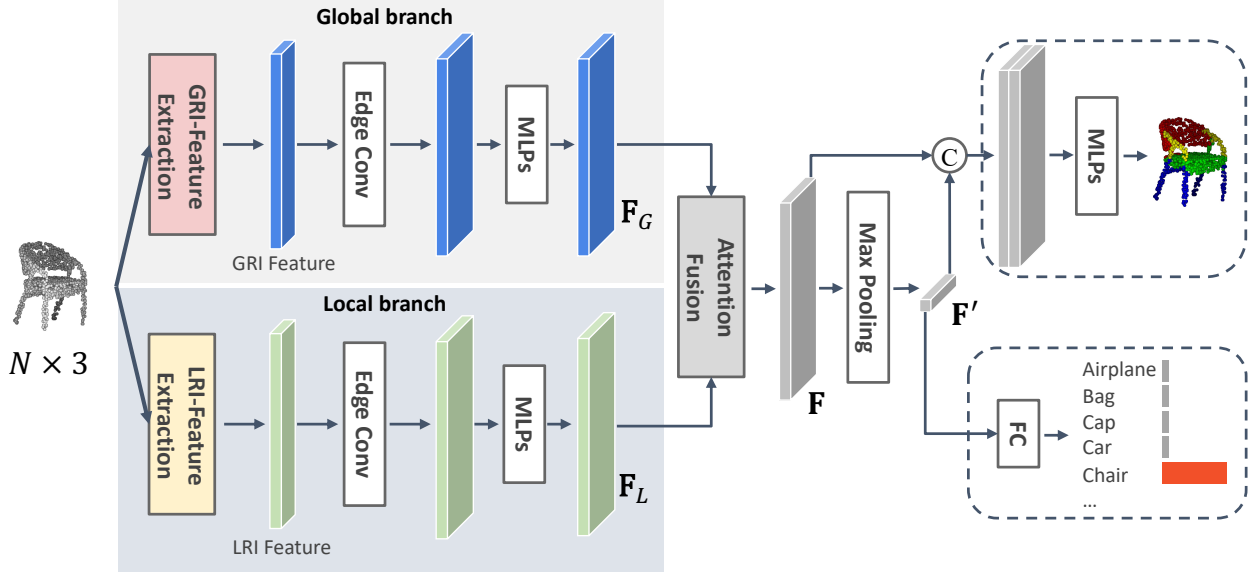 Global branch
GRI-Feature
Extraction
GRI Feature
Edge Conv
MLPs
F_G
N × 3
Local branch
LRI-Feature
Extraction
LRI Feature
Edge Conv
MLPs
F_L
Attention
Fusion
F
Max Pooling
F′
C
MLPs
FC
Airplane
Bag
Cap
Car
Chair
...